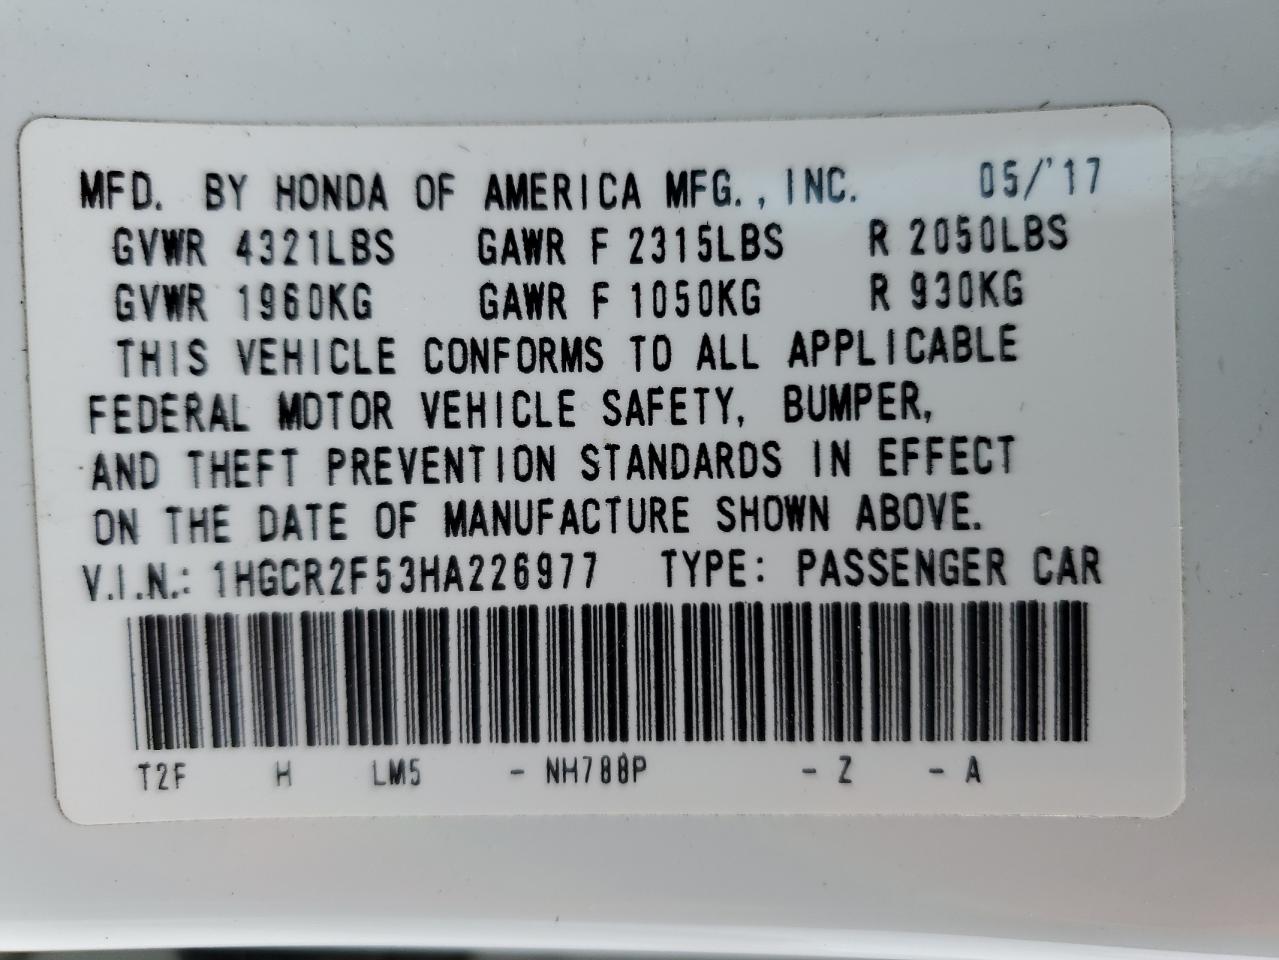 MFD. BY HONDA OF AMERICA MFG., INC. 05/'17
GVWR 4321LBS GAWR F 2315LBS R 2050LBS
GVWR 1960KG GAWR F 1050KG R 930KG
THIS VEHICLE CONFORMS TO ALL APPLICABLE
FEDERAL MOTOR VEHICLE SAFETY, BUMPER,
AND THEFT PREVENTION STANDARDS IN EFFECT
ON THE DATE OF MANUFACTURE SHOWN ABOVE.
V.I.N.: 1HGCR2F53HA226977 TYPE: PASSENGER CAR
T2F H LM5 - NH788P - Z - A